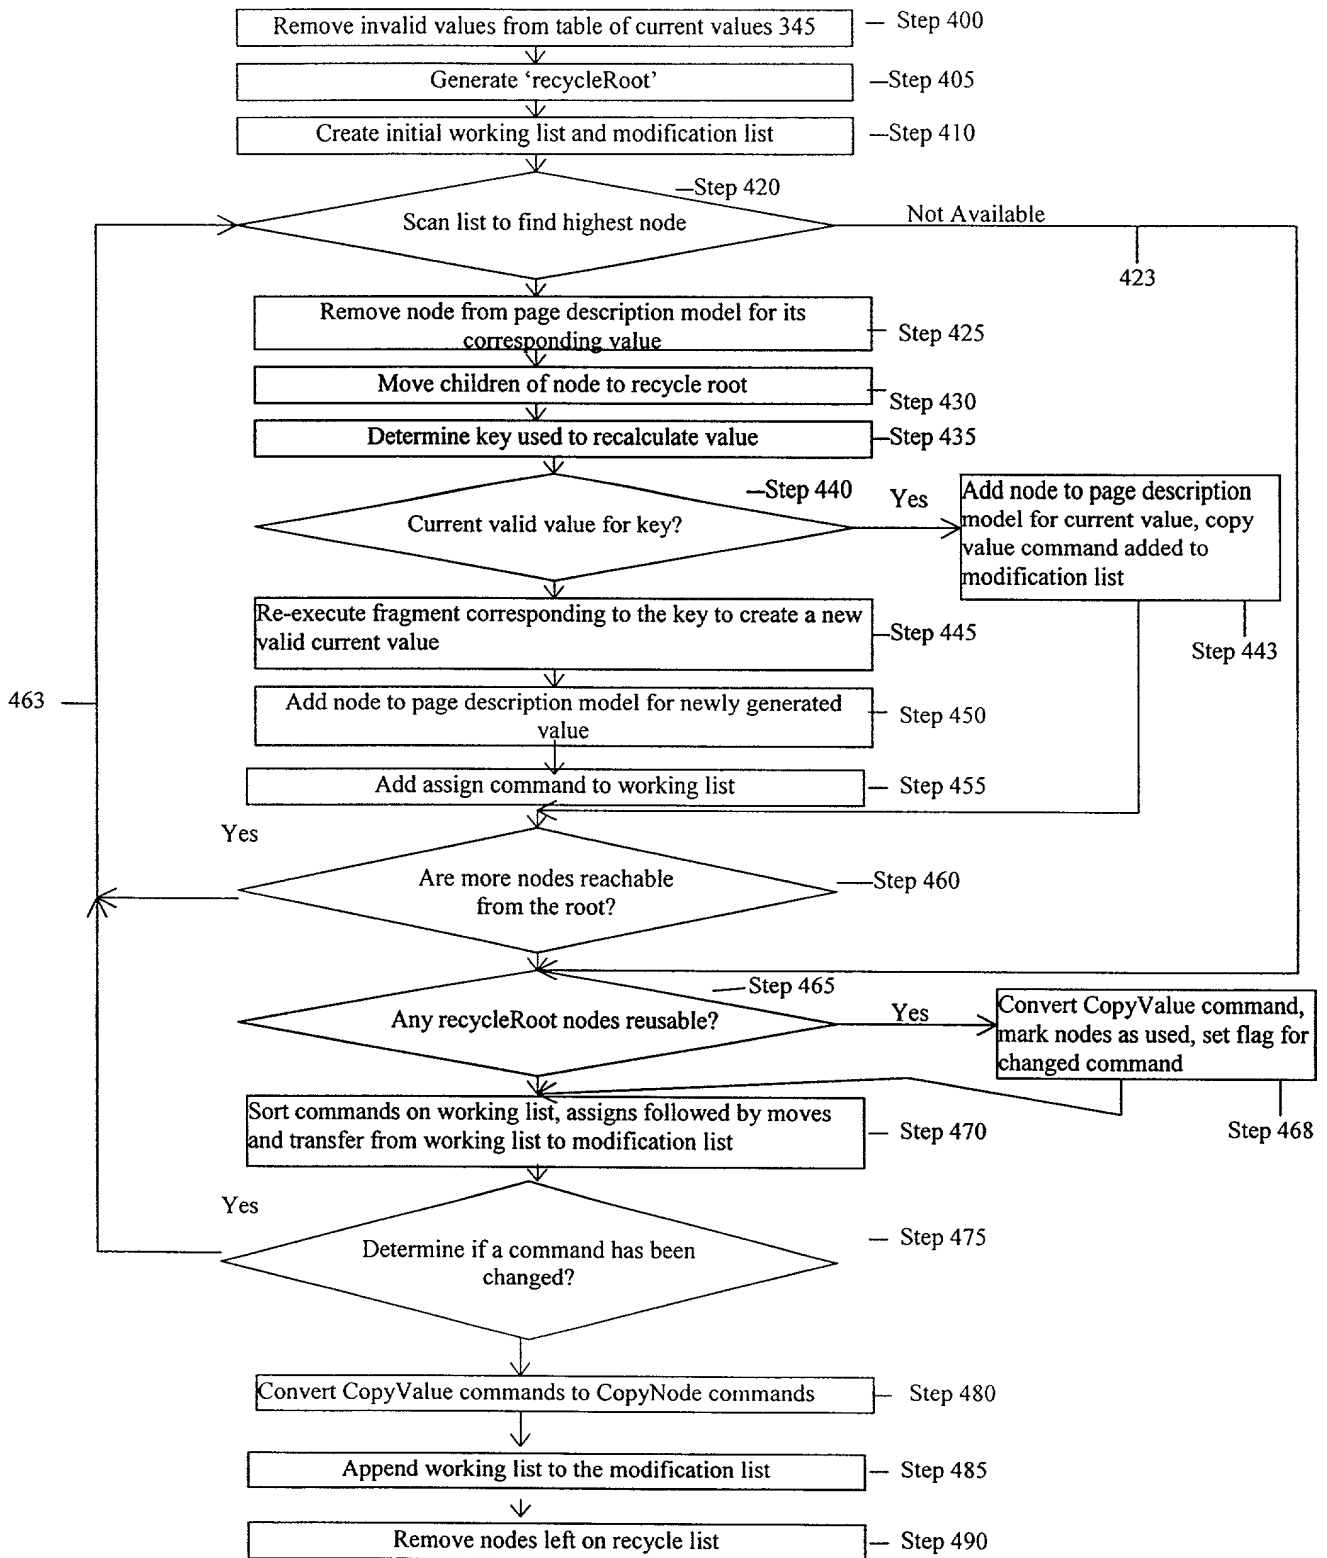 Remove invalid values from table of current values 345
Step 400
Generate ‘recycleRoot’
Step 405
Create initial working list and modification list
Step 410
Step 420
Scan list to find highest node
Not Available
423
Remove node from page description model for its
corresponding value
Step 425
Move children of node to recycle root
Step 430
Determine key used to recalculate value
Step 435
Step 440
Current valid value for key?
Yes
Add node to page description
model for current value, copy
value command added to
modification list
Step 443
Re-execute fragment corresponding to the key to create a new
valid current value
Step 445
463
Add node to page description model for newly generated
value
Step 450
Add assign command to working list
Step 455
Yes
Are more nodes reachable
from the root?
Step 460
Step 465
Any recycleRoot nodes reusable?
Yes
Convert CopyValue command,
mark nodes as used, set flag for
changed command
Step 468
Sort commands on working list, assigns followed by moves
and transfer from working list to modification list
Step 470
Yes
Determine if a command has been
changed?
Step 475
Convert CopyValue commands to CopyNode commands
Step 480
Append working list to the modification list
Step 485
Remove nodes left on recycle list
Step 490